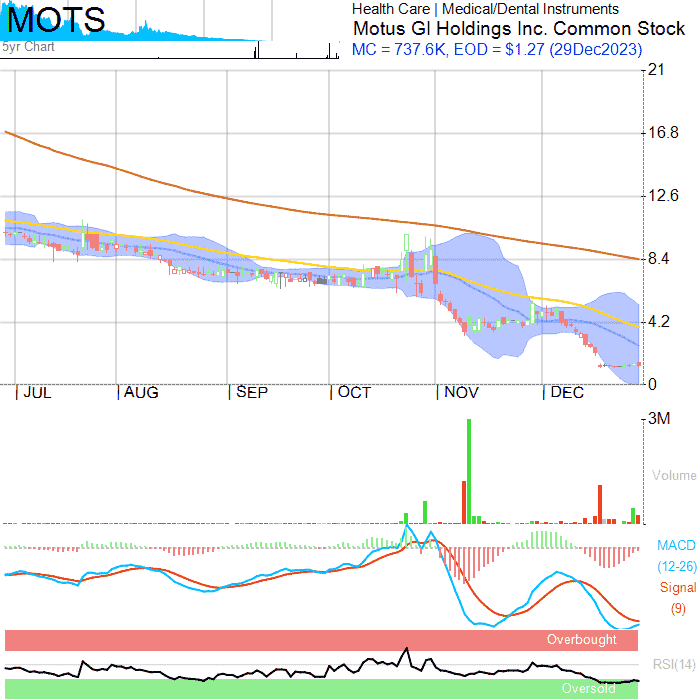 MOTS
5yr Chart
Health Care | Medical/Dental Instruments
Motus GI Holdings Inc. Common Stock
MC = 737.6K, EOD = $1.27 (29Dec2023)
21
16.8
12.6
8.4
4.2
0
JUL AUG SEP OCT NOV DEC
3M
Volume
MACD
(12-26)
Signal
(9)
Overbought
RSI(14)
Oversold